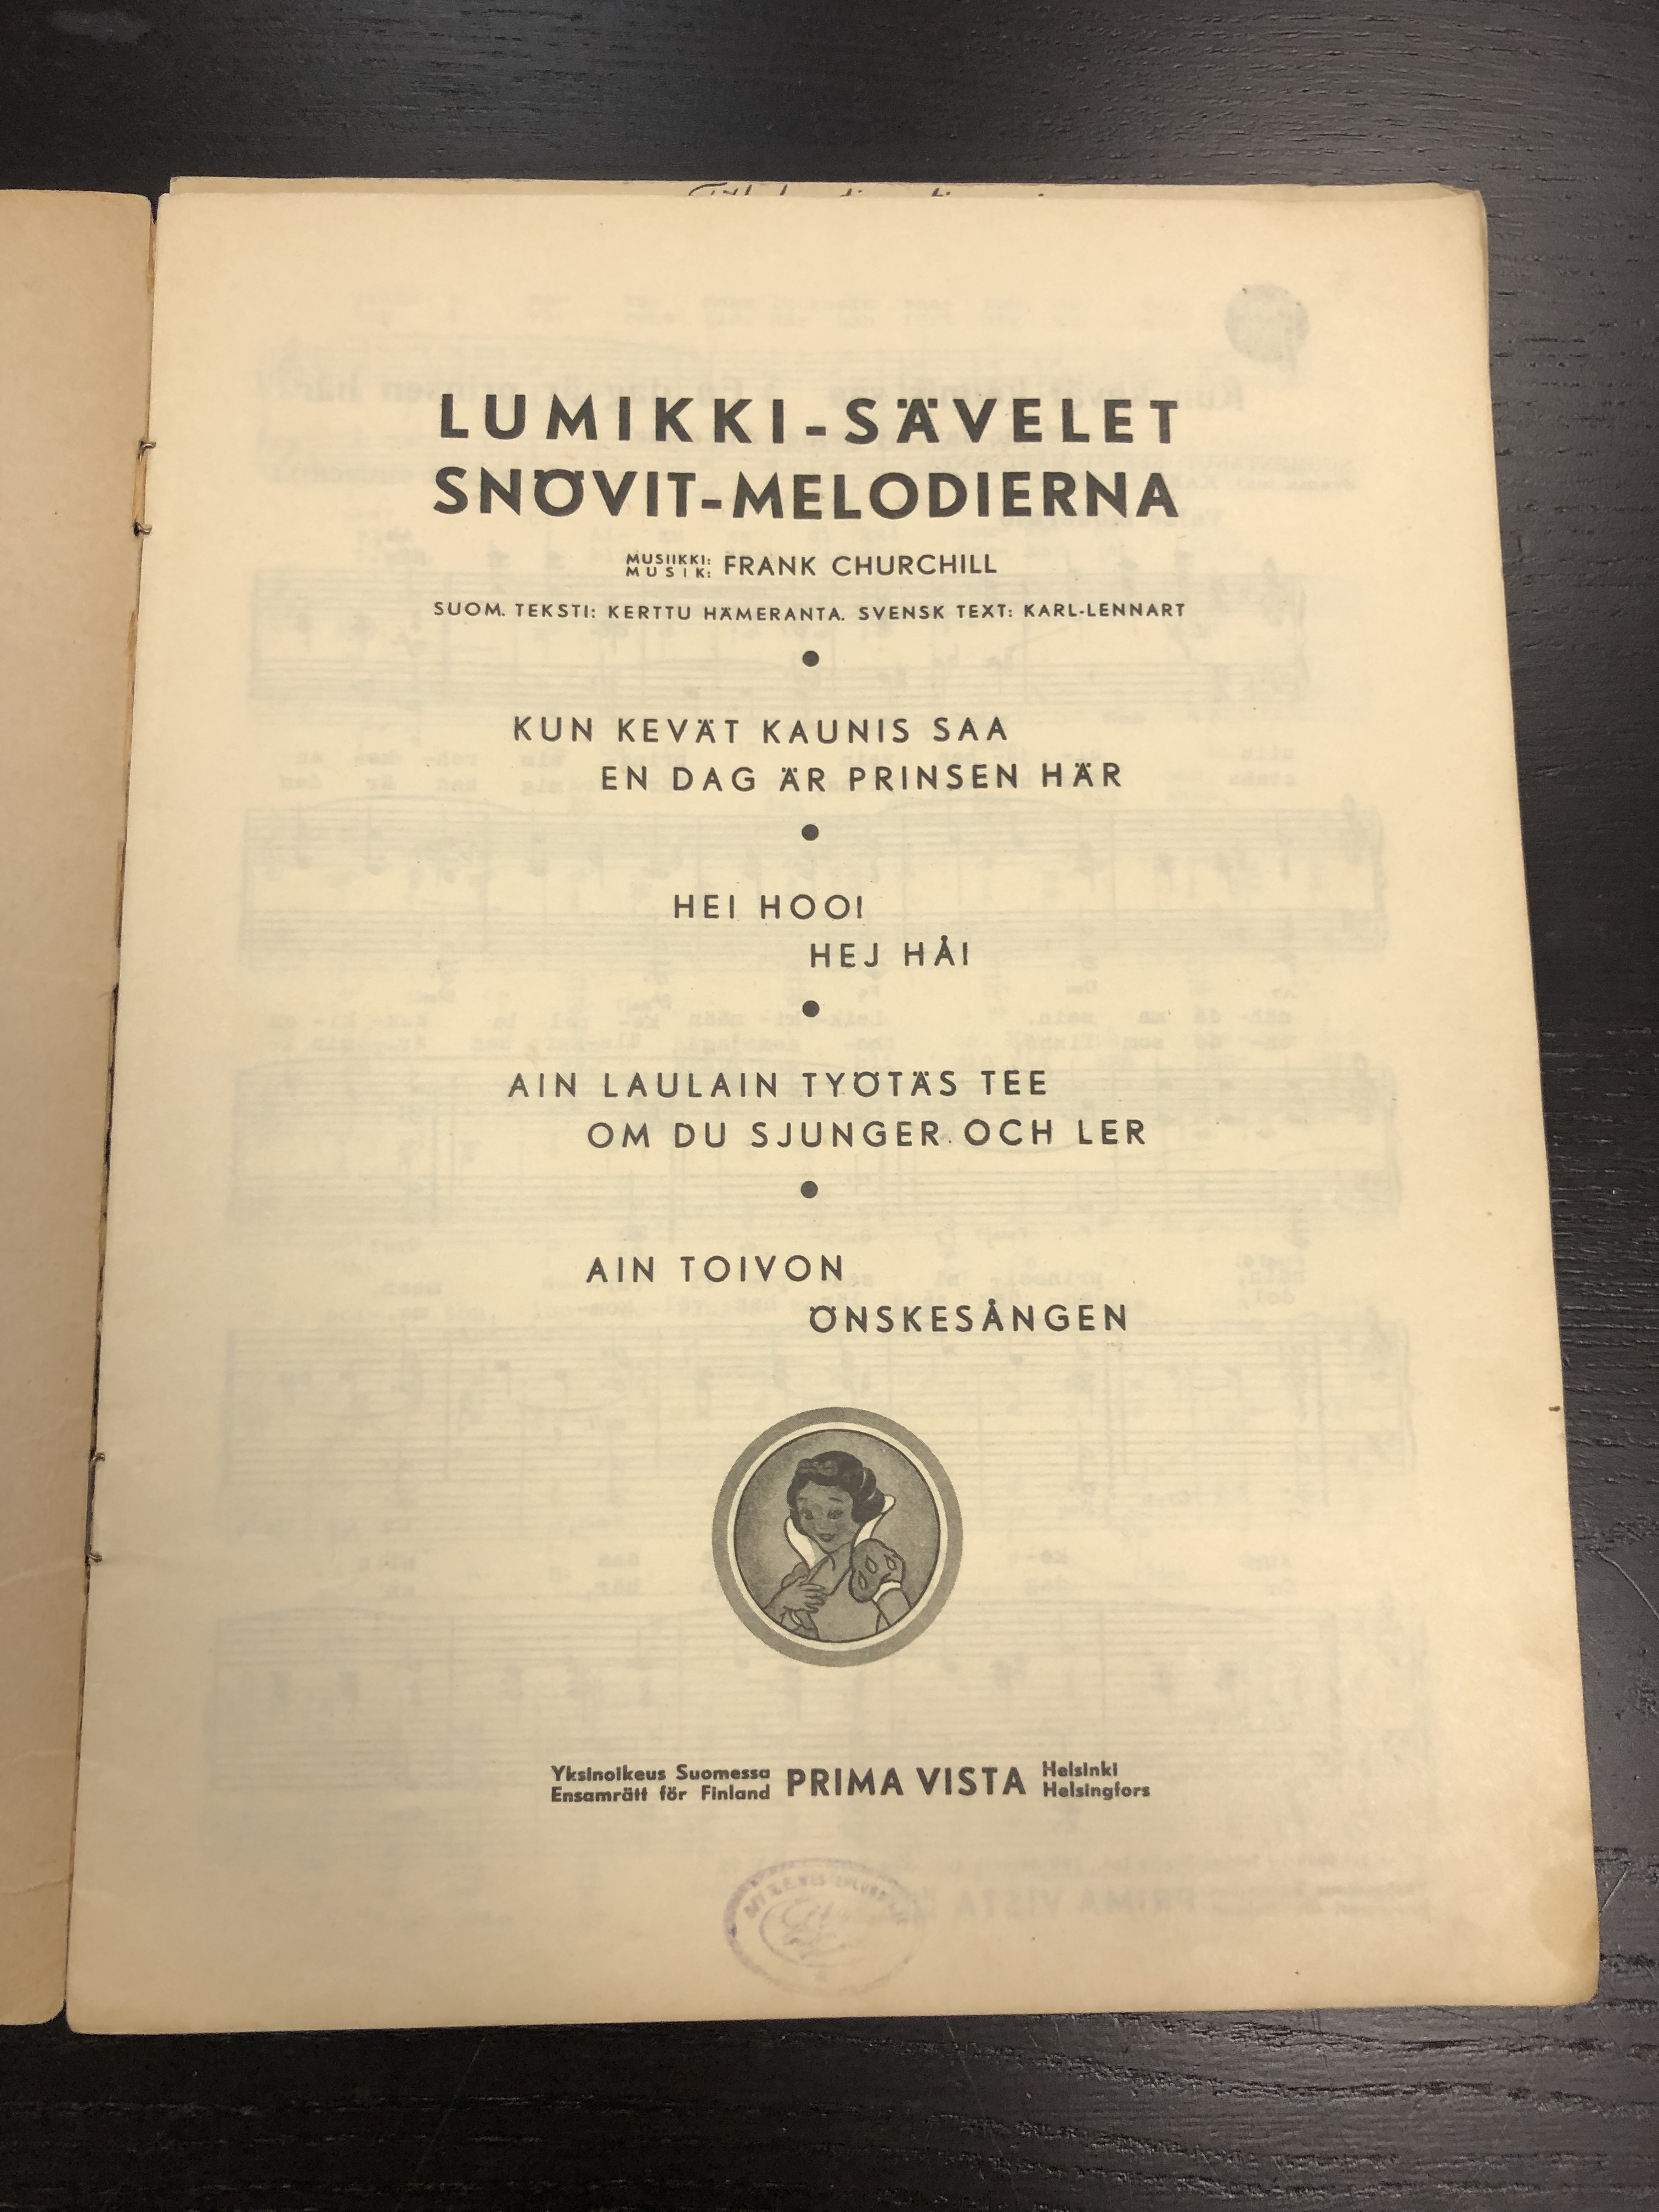 LUMIKKI-SÄVELET
SNÖVIT-MELODIERNA
MUSIIKKI:
MUSIK: FRANK CHURCHILL
SUOM. TEKSTI: KERTTU HÄMERANTA. SVENSK TEXT: KARL-LENNART
KUN KEVÄT KAUNIS SAA
EN DAG ÄR PRINSEN HÄR
HEI HOO!
HEJ HÅ!
AIN LAULAIN TYÖTÄS TEE
OM DU SJUNGER OCH LER
AIN TOIVON
ÖNSKESÅNGEN
Yksinoikeus Suomessa
Ensamrätt för Finland
PRIMA VISTA
Helsinki
Helsingfors
WESTERLUND